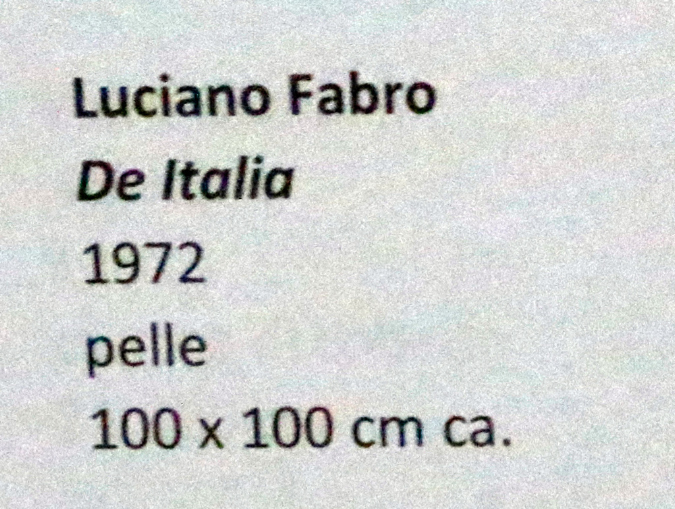 Luciano Fabro
De Italia
1972
pelle
100 x 100 cm ca.